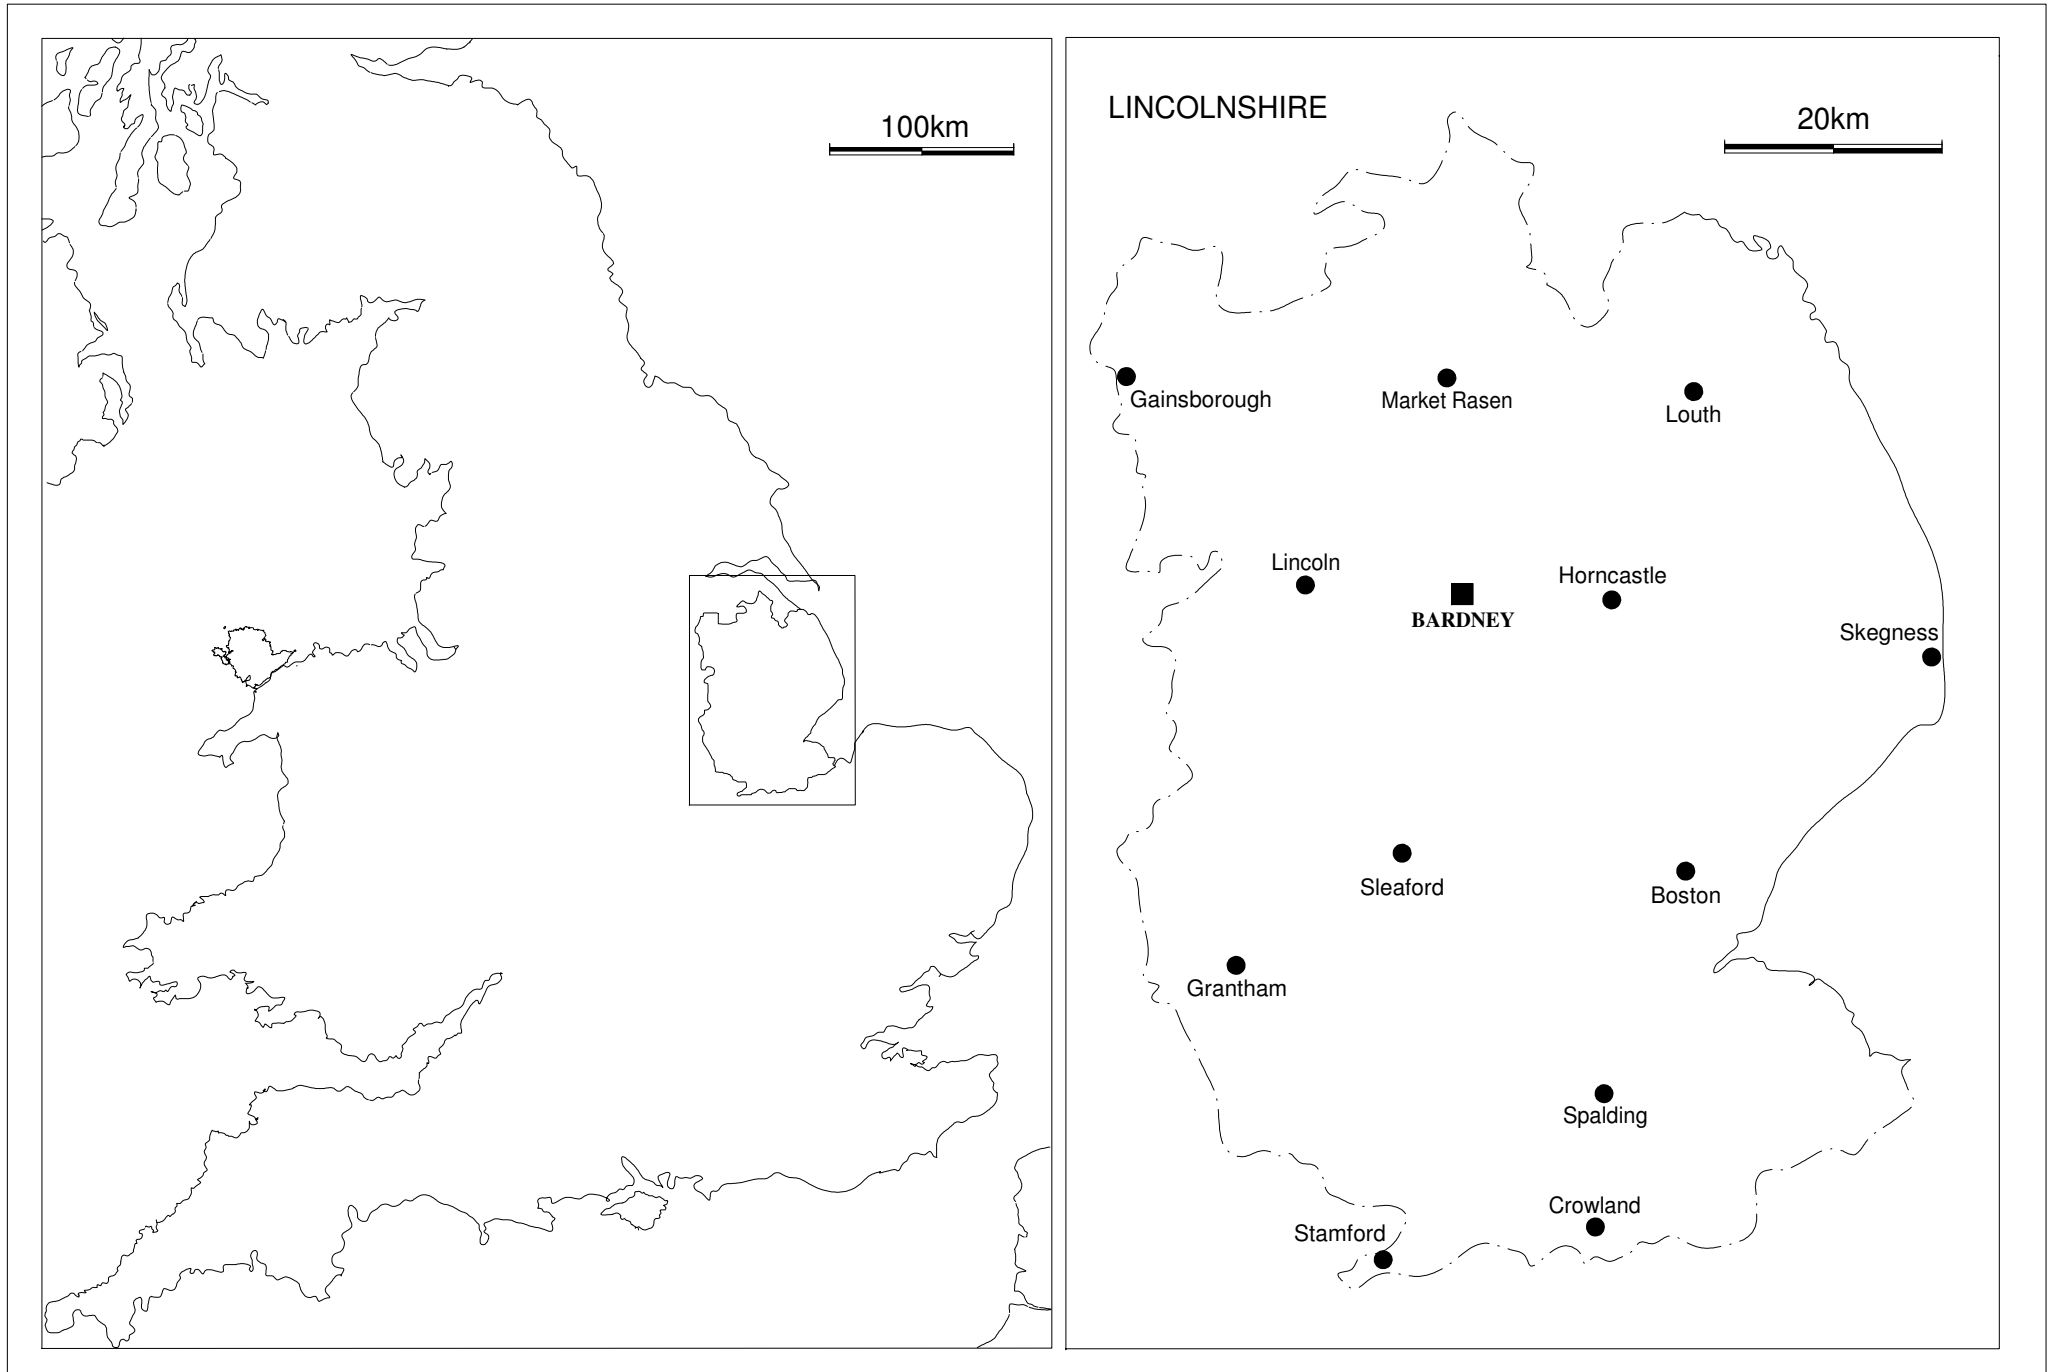 100km
LINCOLNSHIRE
20km
Gainsborough
Market Rasen
Louth
Lincoln
Horncastle
BARDNEY
Skegness
Sleaford
Boston
Grantham
Spalding
Crowland
Stamford